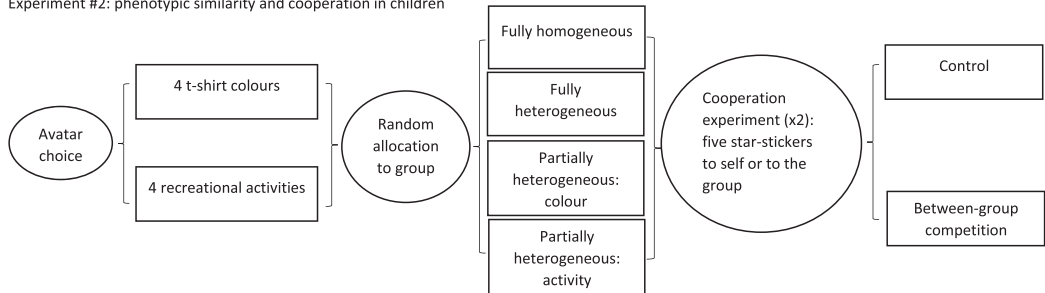 Experiment #2: phenotypic similarity and cooperation in children
Avatar
choice
4 t-shirt colours
4 recreational activities
Random
allocation
to group
Fully homogeneous
Fully
heterogeneous
Partially
heterogeneous:
colour
Partially
heterogeneous:
activity
Cooperation
experiment (x2):
five star-stickers
to self or to the
group
Control
Between-group
competition